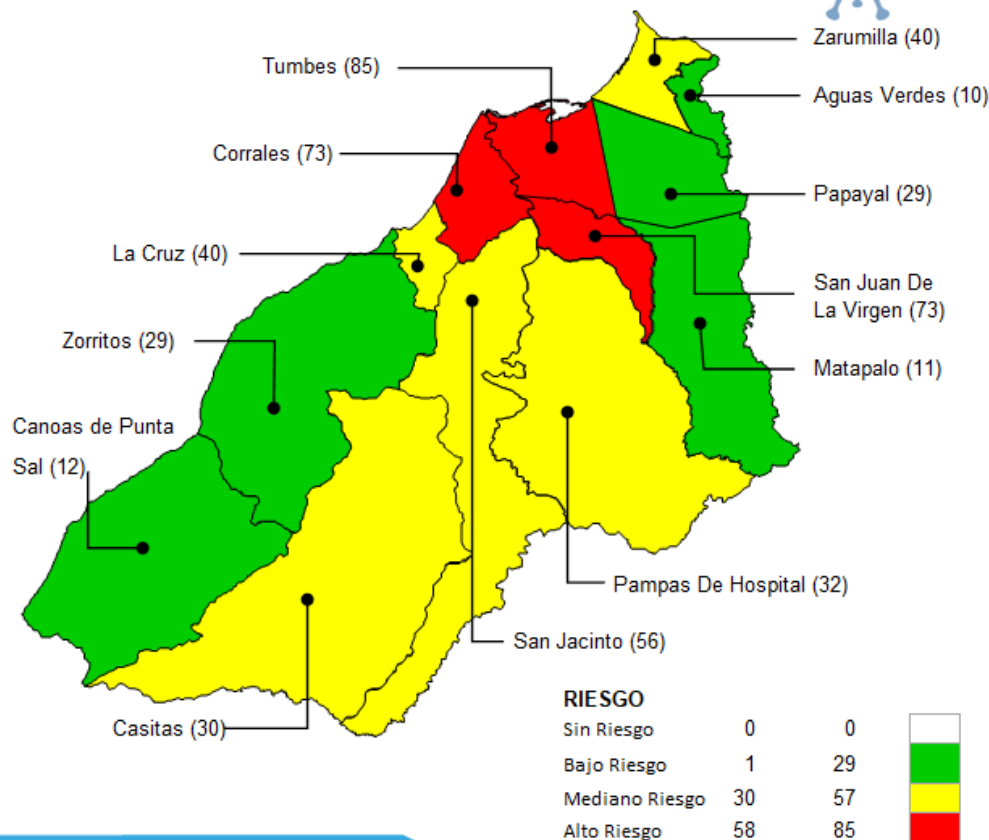 Zarumilla (40)
Tumbes (85)
Aguas Verdes (10)
Corrales (73)
Papayal (29)
La Cruz (40)
San Juan De
La Virgen (73)
Zorritos (29)
Matapalo (11)
Canoas de Punta
Sal (12)
Pampas De Hospital (32)
San Jacinto (56)
Casitas (30)
RIESGO
Sin Riesgo 0 0
Bajo Riesgo 1 29
Mediano Riesgo 30 57
Alto Riesgo 58 85